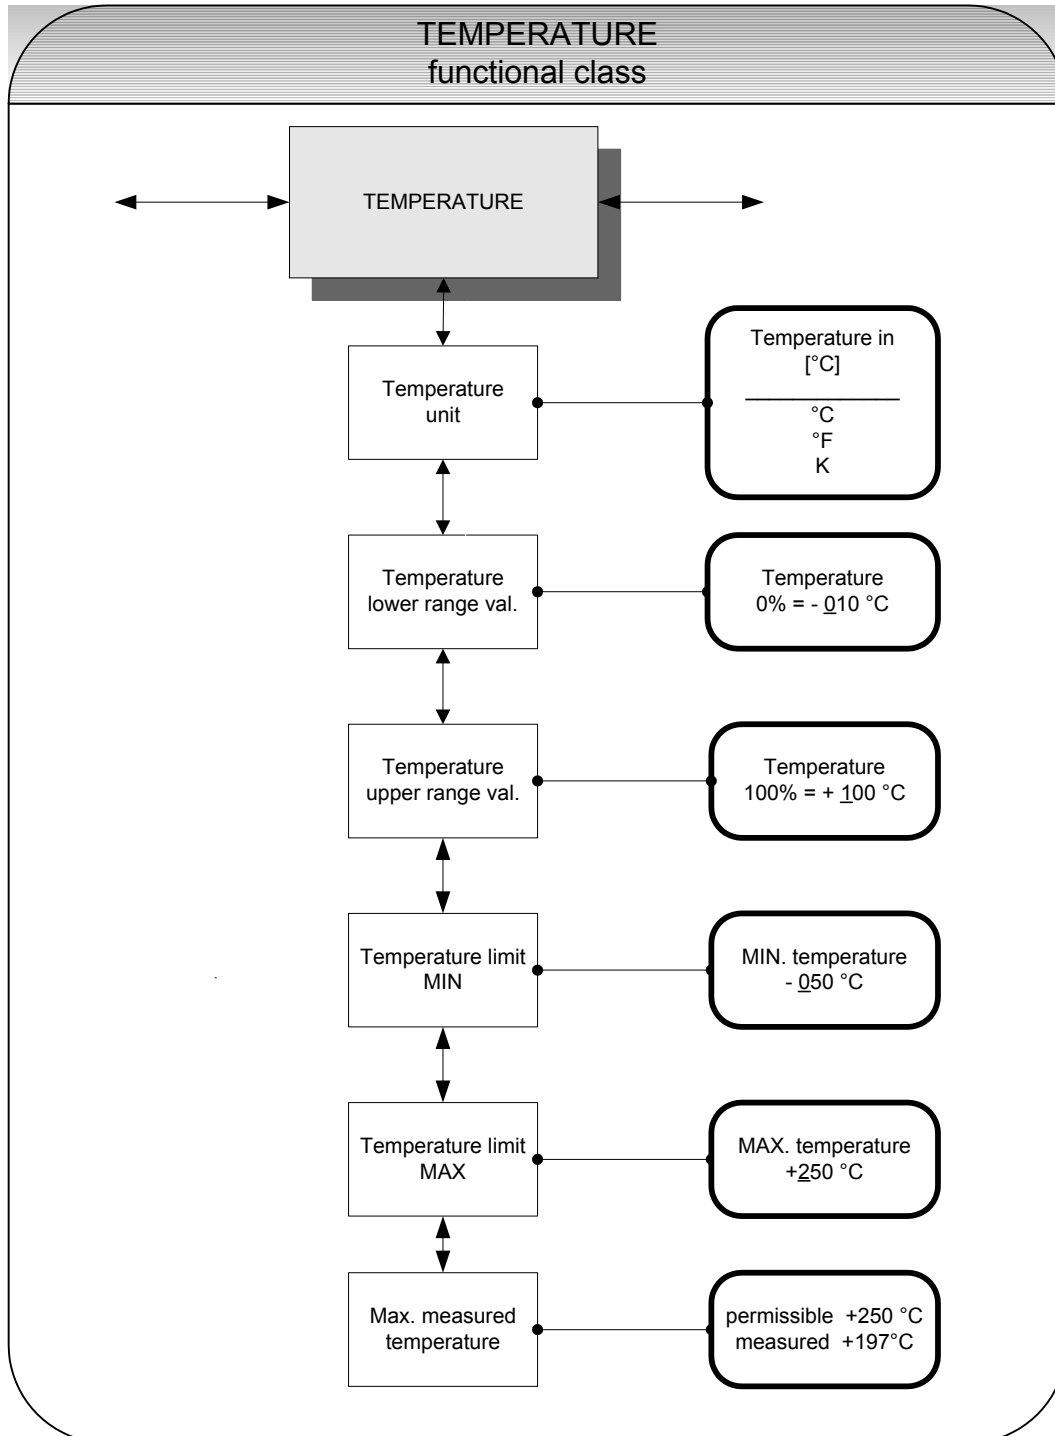 TEMPERATURE
functional class
TEMPERATURE
Temperature
unit
Temperature in
[°C]
______________
°C
°F
K
Temperature
lower range val.
Temperature
0% = - 010 °C
Temperature
upper range val.
Temperature
100% = + 100 °C
Temperature limit
MIN
MIN. temperature
- 050 °C
Temperature limit
MAX
MAX. temperature
+250 °C
Max. measured
temperature
permissible +250 °C
measured +197°C